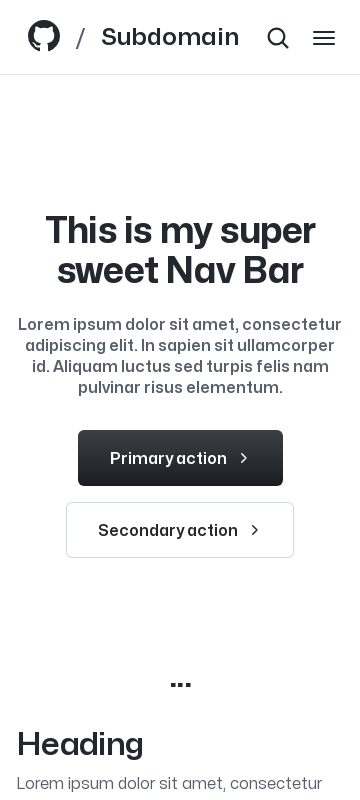 / Subdomain
This is my super
sweet Nav Bar
Lorem ipsum dolor sit amet, consectetur
adipiscing elit. In sapien sit ullamcorper
id. Aliquam luctus sed turpis felis nam
pulvinar risus elementum.
Primary action
Secondary action
...
Heading
Lorem ipsum dolor sit amet, consectetur